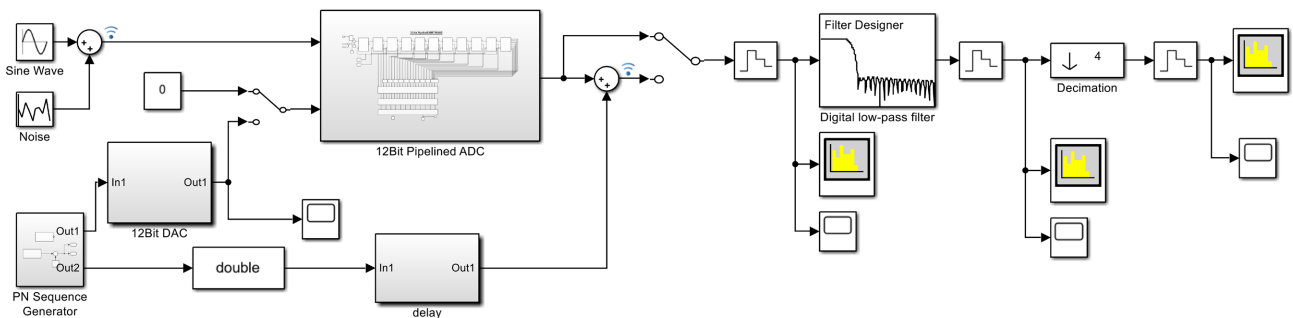 Sine Wave
+
+
Noise
0
12Bit Pipelined ADC
+
+
In1
Out1
12Bit DAC
Out1
Out2
PN Sequence
Generator
double
In1
Out1
delay
Filter Designer
Digital low-pass filter
4
Decimation